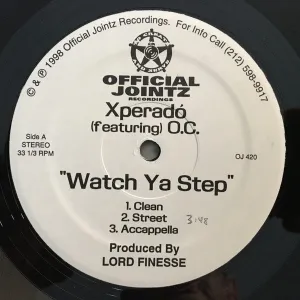 © & ℗ 1998 Official Jointz Recordings. For Info Call (212) 598-9917
OFFICIAL
JOINTZ
RECORDINGS
Xperadó
(featuring) O.C.
Side A
STEREO
33 1/3 RPM
OJ 420
"Watch Ya Step"
1. Clean
2. Street 3:48
3. Accappella
Produced By
LORD FINESSE